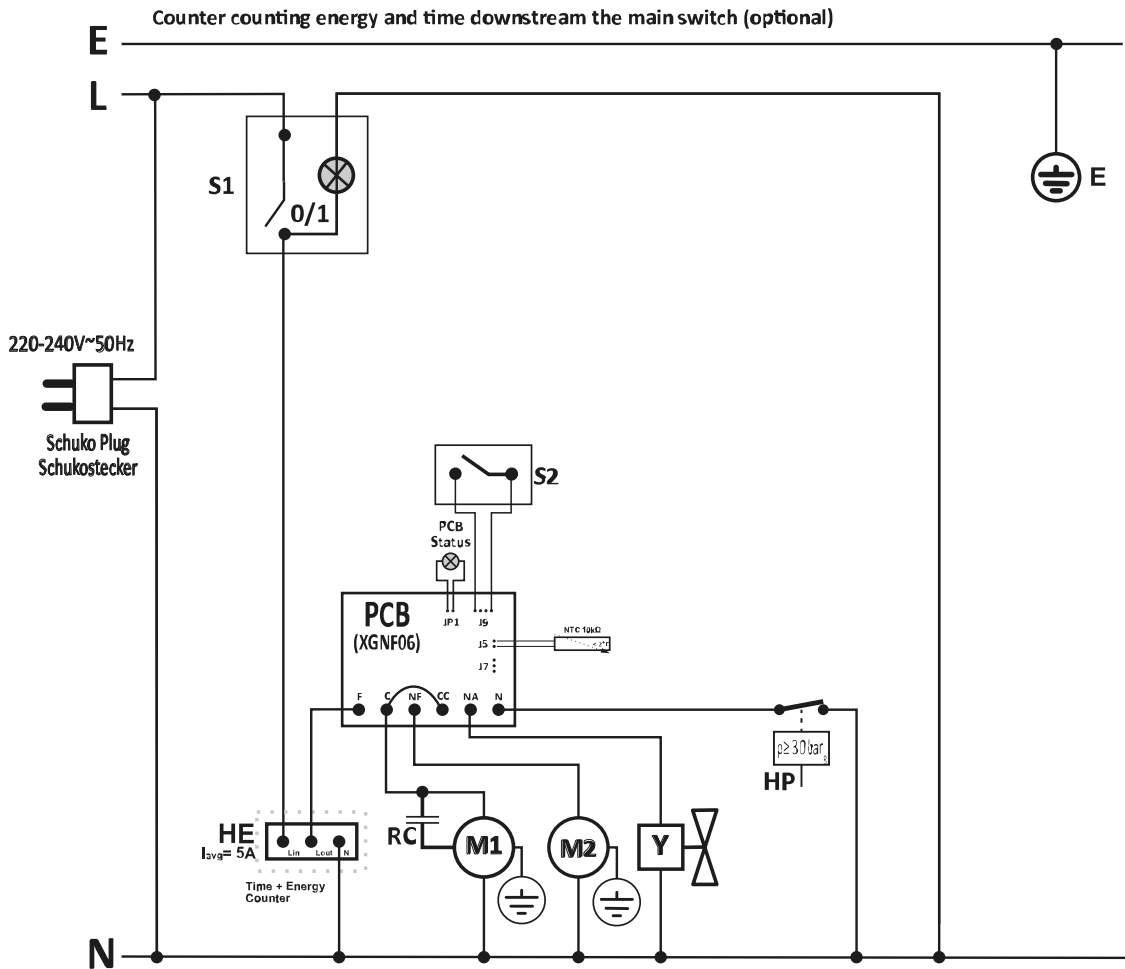 Counter counting energy and time downstream the main switch (optional)
E
L
S1
0/1
E
220-240V~50Hz
Schuko Plug
Schukostecker
S2
PCB
Status
PCB
(XGNF06)
JP1
J9
J5
NTC 10kΩ
J7
F C NF CC NA N
p≥30bar
HP
HE
Iavg= 5A
Lin Lout N
Time + Energy
Counter
RC
M1
M2
Y
N